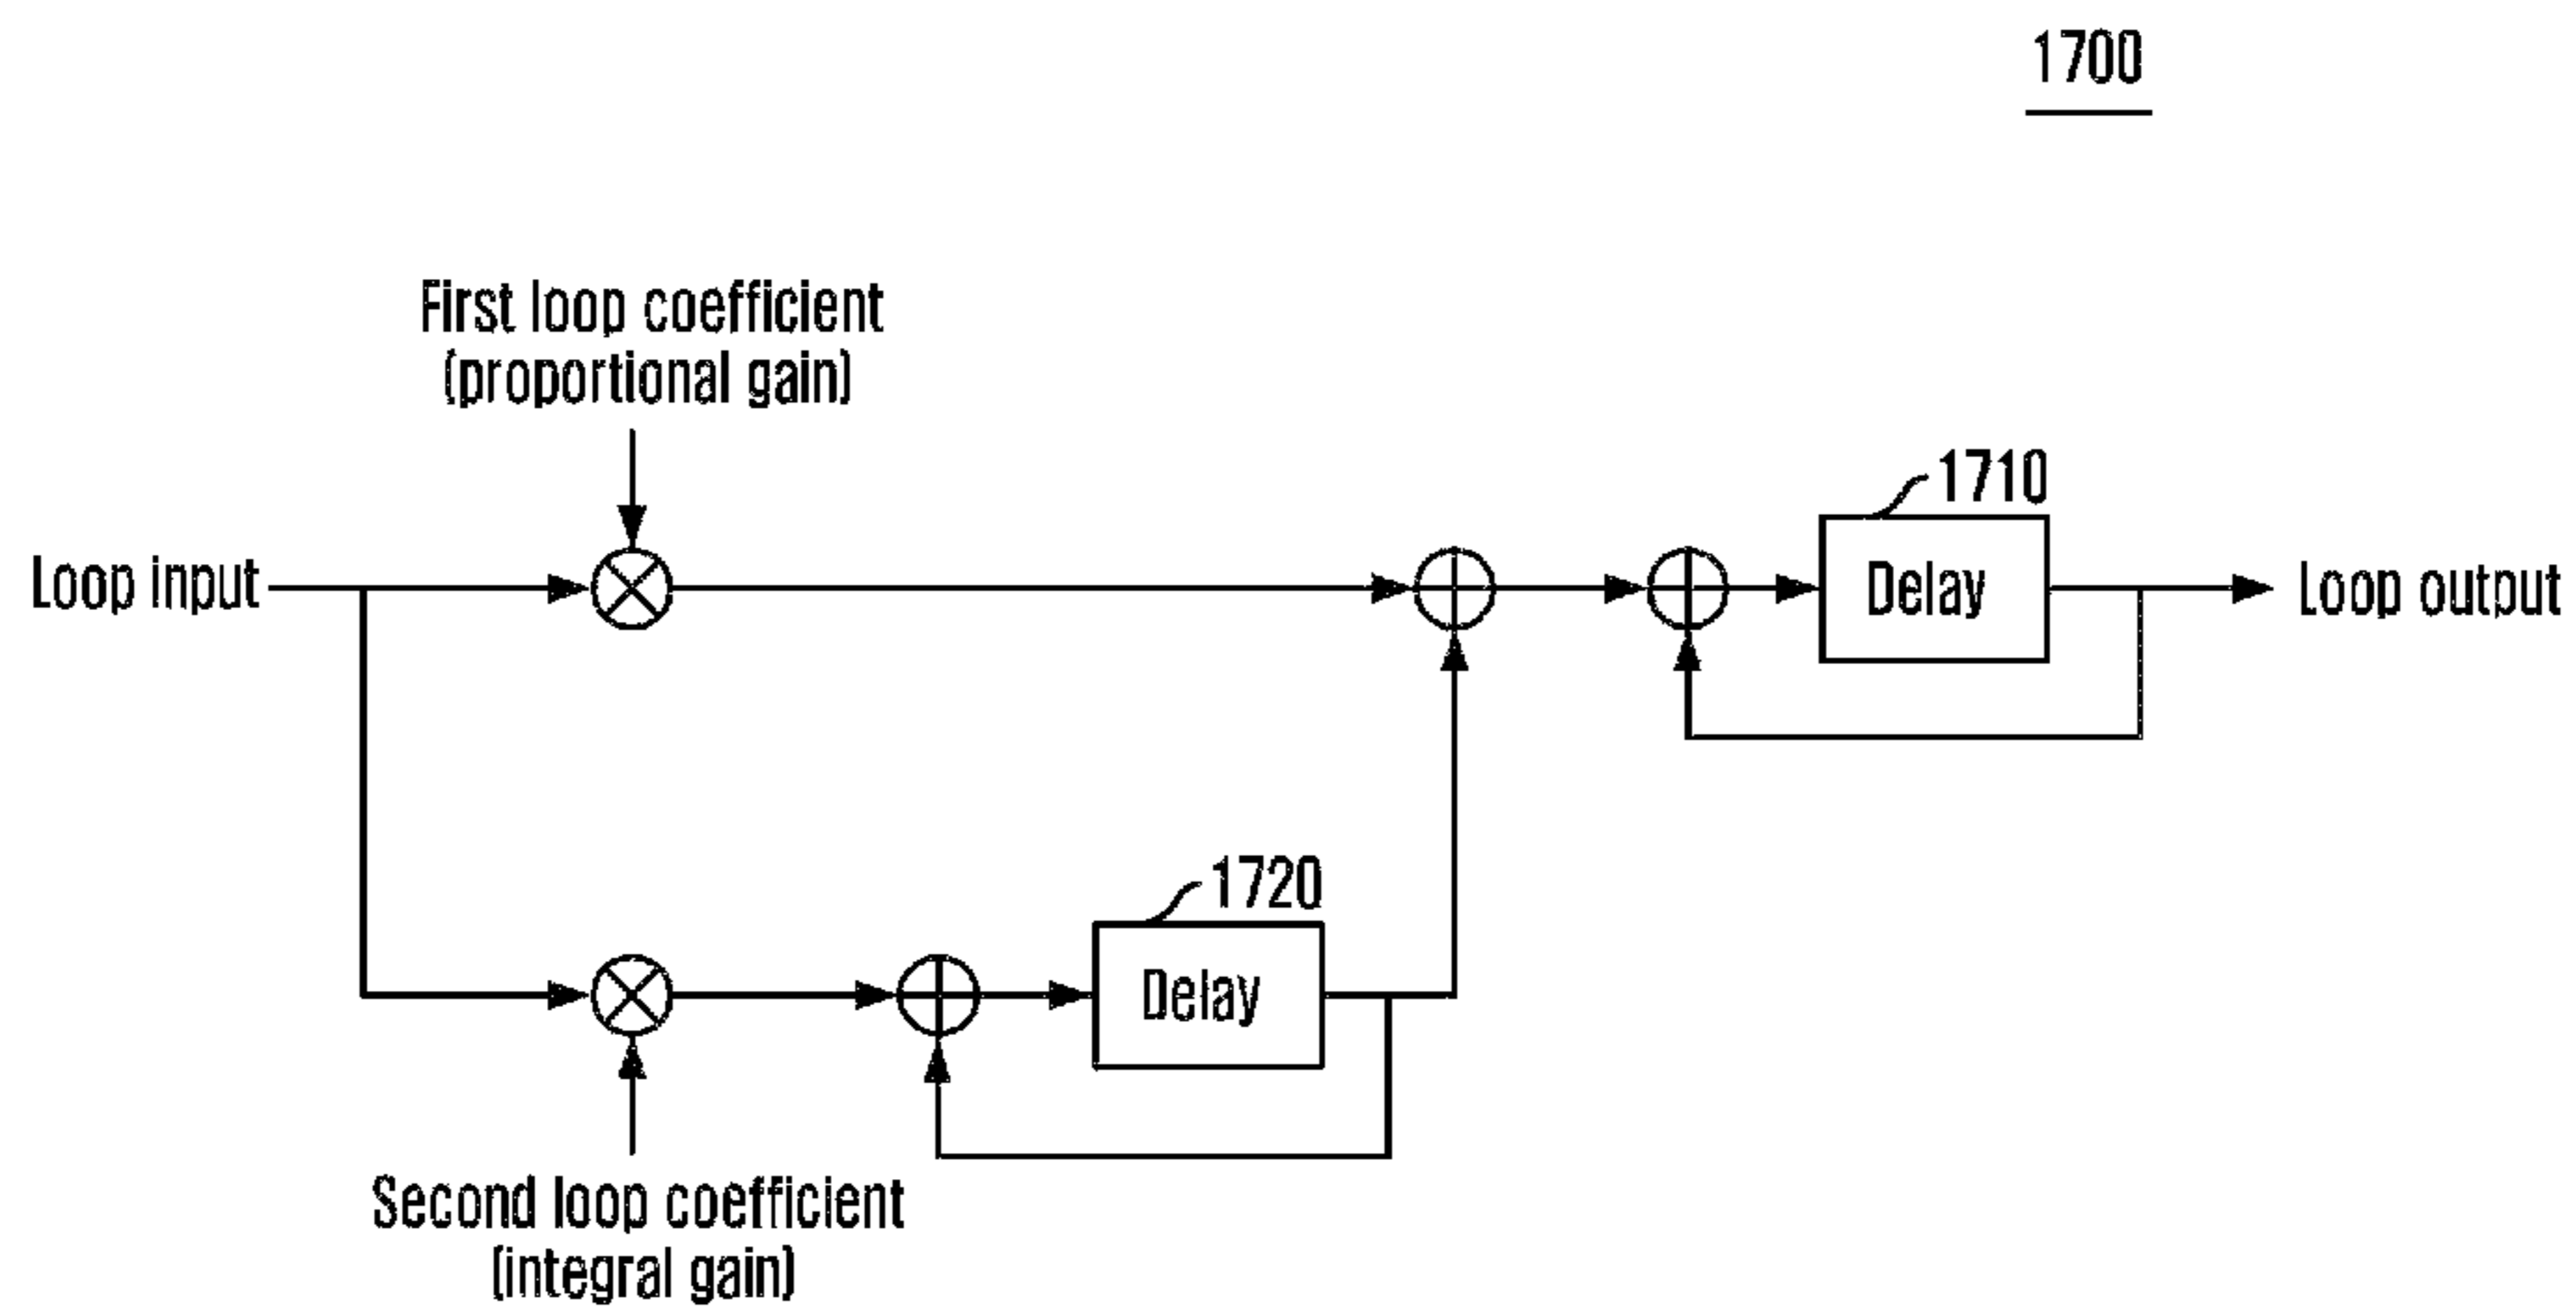 1700
First loop coefficient
(proportional gain)
1710
Loop input
Delay
Loop output
1720
Delay
Second loop coefficient
(integral gain)